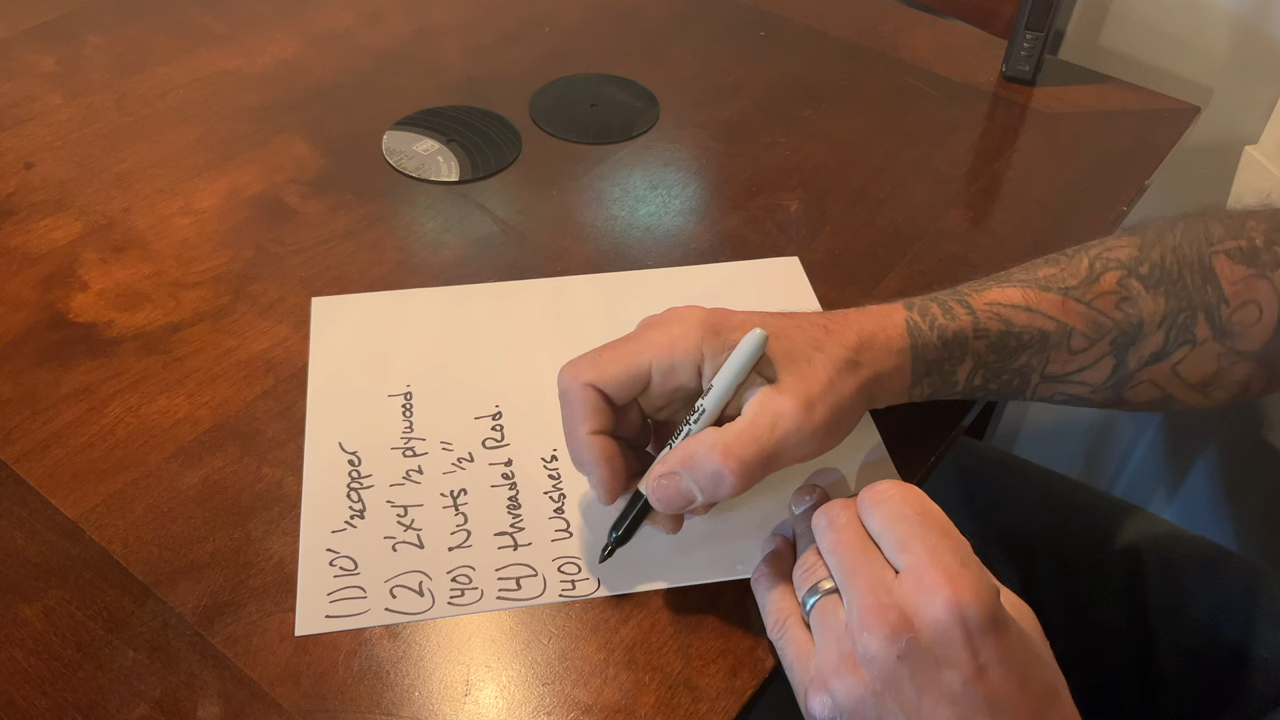 (1) 10' 1/2 copper
(2) 2'x4' 1/2 plywood.
(40) Nuts 1/2"
(4) threaded Rod.
(40) Washers.
Sharpie